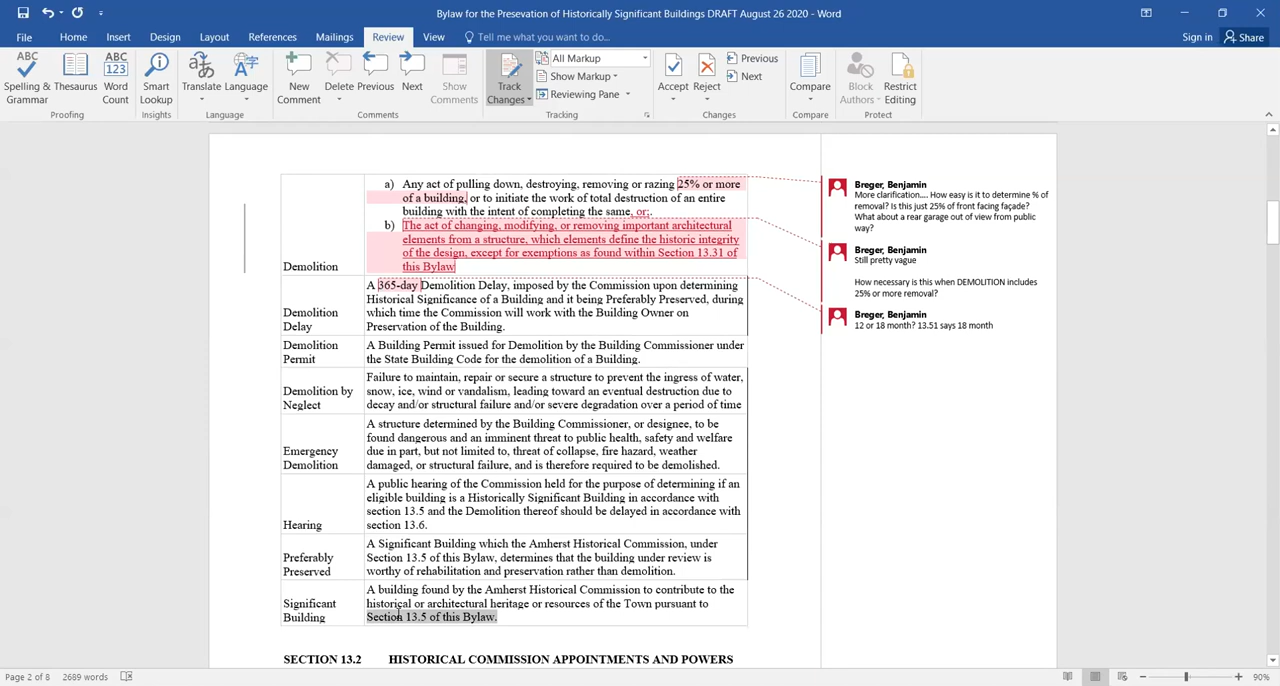 Bylaw for the Presevation of Historically Significant Buildings DRAFT August 26 2020 - Word
File Home Insert Design Layout References Mailings Review View Tell me what you want to do... Sign in Share
Spelling & Grammar
Thesaurus
Word Count
Proofing
Smart Lookup
Insights
Translate
Language
Language
New Comment
Delete
Previous
Next
Show Comments
Comments
Track Changes
All Markup
Show Markup
Reviewing Pane
Tracking
Accept
Reject
Previous
Next
Changes
Compare
Compare
Block Authors
Restrict Editing
Protect
Demolition
a) Any act of pulling down, destroying, removing or razing 25% or more
of a building, or to initiate the work of total destruction of an entire
building with the intent of completing the same, or;.
b) The act of changing, modifying, or removing important architectural
elements from a structure, which elements define the historic integrity
of the design, except for exemptions as found within Section 13.31 of
this Bylaw
Demolition
Delay
A 365-day Demolition Delay, imposed by the Commission upon determining
Historical Significance of a Building and it being Preferably Preserved, during
which time the Commission will work with the Building Owner on
Preservation of the Building.
Demolition
Permit
A Building Permit issued for Demolition by the Building Commissioner under
the State Building Code for the demolition of a Building.
Demolition by
Neglect
Failure to maintain, repair or secure a structure to prevent the ingress of water,
snow, ice, wind or vandalism, leading toward an eventual destruction due to
decay and/or structural failure and/or severe degradation over a period of time
Emergency
Demolition
A structure determined by the Building Commissioner, or designee, to be
found dangerous and an imminent threat to public health, safety and welfare
due in part, but not limited to, threat of collapse, fire hazard, weather
damaged, or structural failure, and is therefore required to be demolished.
Hearing
A public hearing of the Commission held for the purpose of determining if an
eligible building is a Historically Significant Building in accordance with
section 13.5 and the Demolition thereof should be delayed in accordance with
section 13.6.
Preferably
Preserved
A Significant Building which the Amherst Historical Commission, under
Section 13.5 of this Bylaw, determines that the building under review is
worthy of rehabilitation and preservation rather than demolition.
Significant
Building
A building found by the Amherst Historical Commission to contribute to the
historical or architectural heritage or resources of the Town pursuant to
Section 13.5 of this Bylaw.
SECTION 13.2 HISTORICAL COMMISSION APPOINTMENTS AND POWERS
Breger, Benjamin
More clarification.... How easy is it to determine % of
removal? Is this just 25% of front facing façade?
What about a rear garage out of view from public
way?
Breger, Benjamin
Still pretty vague
How necessary is this when DEMOLITION includes
25% or more removal?
Breger, Benjamin
12 or 18 month? 13.51 says 18 month
Page 2 of 8 2689 words 90%